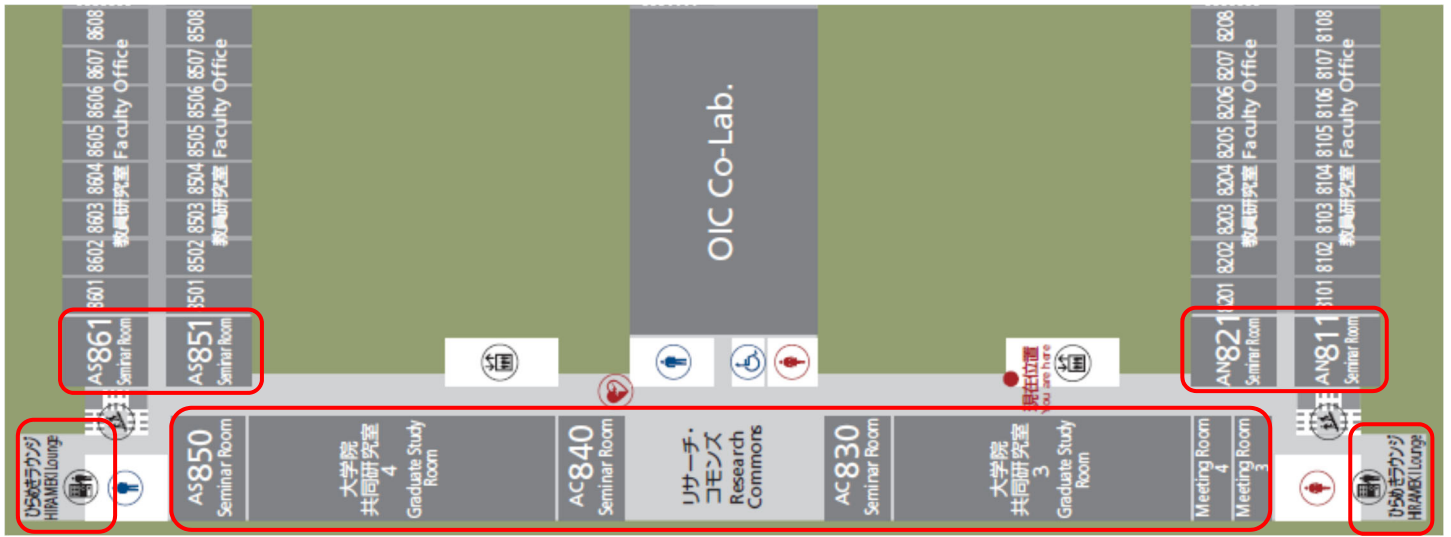 8608
8607
8606
8605
8604
8603
8602
8601
教員研究室 Faculty Office
8508
8507
8506
8505
8504
8503
8502
8501
教員研究室 Faculty Office
OIC Co-Lab.
8208
8207
8206
8205
8204
8203
8202
8201
教員研究室 Faculty Office
8108
8107
8106
8105
8104
8103
8102
8101
教員研究室 Faculty Office
AS861
Seminar Room
AS851
Seminar Room
現在位置
You are here
AN821
Seminar Room
AN811
Seminar Room
ひらめきラウンジ
HIRAMEKI Lounge
AS850
Seminar Room
大学院
共同研究室
4
Graduate Study
Room
AC840
Seminar Room
リサーチ・
コモンズ
Research
Commons
AC830
Seminar Room
大学院
共同研究室
3
Graduate Study
Room
Meeting Room
4
Meeting Room
3
ひらめきラウンジ
HIRAMEKI Lounge